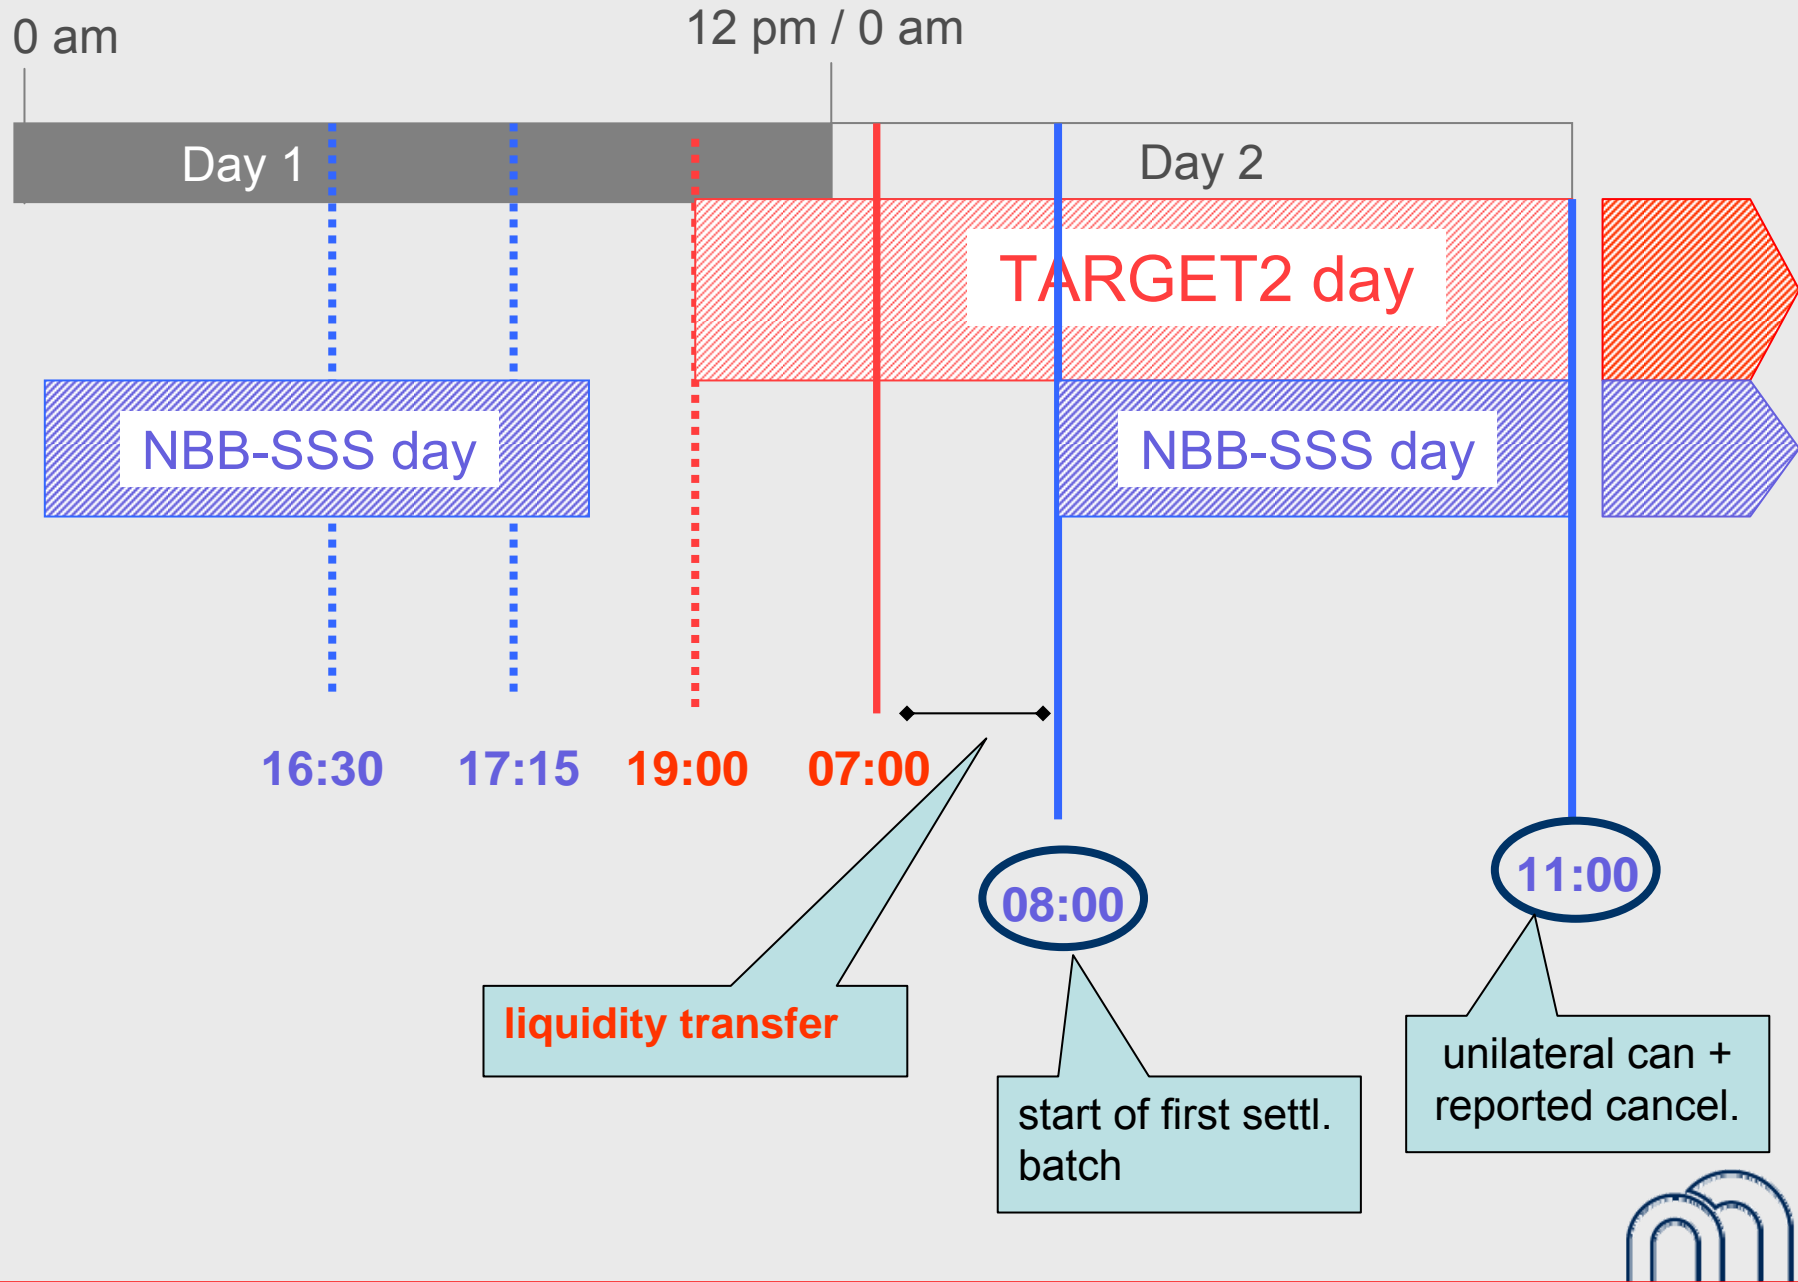 0 am
12 pm / 0 am
Day 1
Day 2
TARGET2 day
NBB-SSS day
NBB-SSS day
16:30
17:15
19:00
07:00
08:00
11:00
liquidity transfer
start of first settl.
batch
unilateral can +
reported cancel.